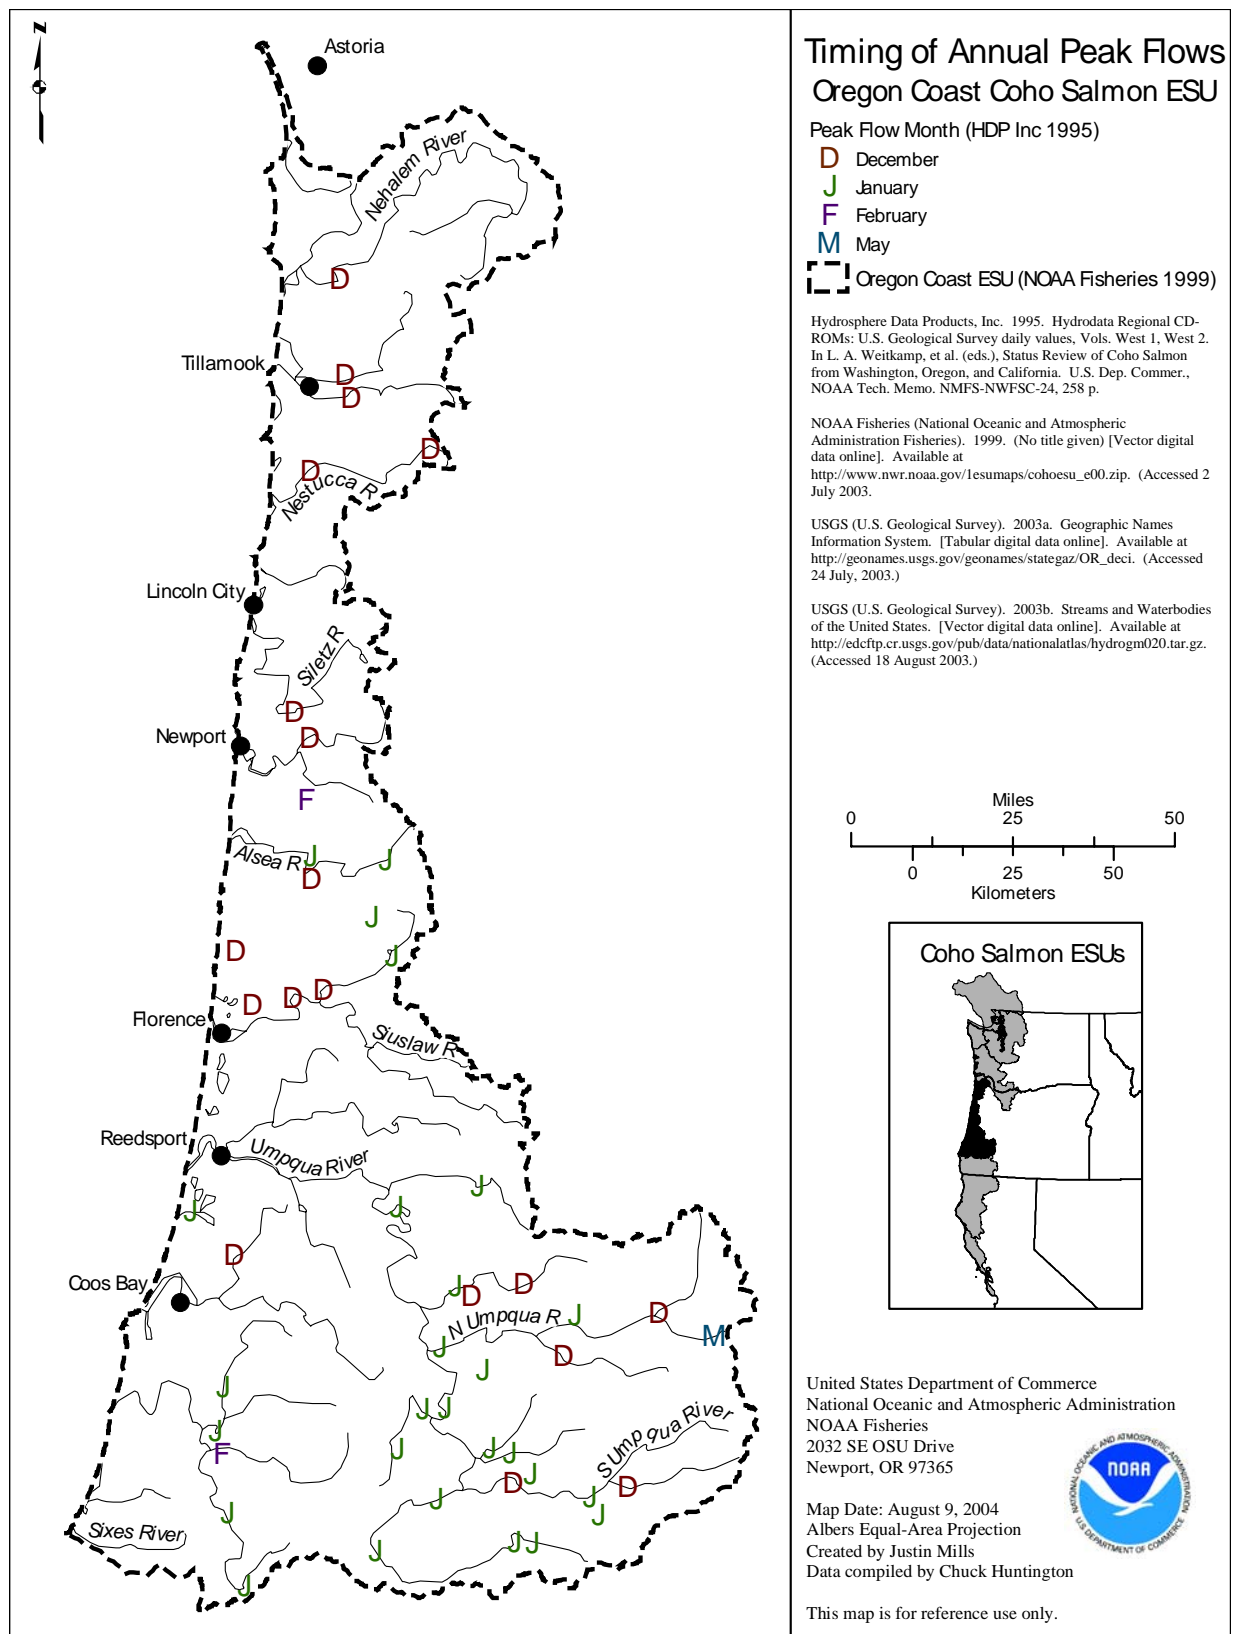 N
Astoria
Nehalem River
D
Tillamook
D
D
D
D
Nestucca R
Lincoln City
Siletz R
D
Newport
D
F
Alsea R
J
J
D
J
D
J
D
D
D
Florence
Siuslaw R
Reedsport
Umpqua River
J
J
J
D
Coos Bay
J
D
D
N Umpqua R
J
D
M
J
D
J
J
J
J
J
J
F
J
J
J
S Umpqua River
J
D
D
J
J
J
J
Sixes River
J
J
J
J
Timing of Annual Peak Flows
Oregon Coast Coho Salmon ESU
Peak Flow Month (HDP Inc 1995)
D December
J January
F February
M May
Oregon Coast ESU (NOAA Fisheries 1999)
Hydrosphere Data Products, Inc. 1995. Hydrodata Regional CD-
ROMs: U.S. Geological Survey daily values, Vols. West 1, West 2.
In L. A. Weitkamp, et al. (eds.), Status Review of Coho Salmon
from Washington, Oregon, and California. U.S. Dep. Commer.,
NOAA Tech. Memo. NMFS-NWFSC-24, 258 p.
NOAA Fisheries (National Oceanic and Atmospheric
Administration Fisheries). 1999. (No title given) [Vector digital
data online]. Available at
http://www.nwr.noaa.gov/1esumaps/cohoesu_e00.zip. (Accessed 2
July 2003.
USGS (U.S. Geological Survey). 2003a. Geographic Names
Information System. [Tabular digital data online]. Available at
http://geonames.usgs.gov/geonames/stategaz/OR_deci. (Accessed
24 July, 2003.)
USGS (U.S. Geological Survey). 2003b. Streams and Waterbodies
of the United States. [Vector digital data online]. Available at
http://edcftp.cr.usgs.gov/pub/data/nationalatlas/hydrogm020.tar.gz.
(Accessed 18 August 2003.)
Miles
0 25 50
0 25 50
Kilometers
Coho Salmon ESUs
United States Department of Commerce
National Oceanic and Atmospheric Administration
NOAA Fisheries
2032 SE OSU Drive
Newport, OR 97365
Map Date: August 9, 2004
Albers Equal-Area Projection
Created by Justin Mills
Data compiled by Chuck Huntington
This map is for reference use only.
NATIONAL OCEANIC AND ATMOSPHERIC ADMINISTRATION
NOAA
U.S. DEPARTMENT OF COMMERCE